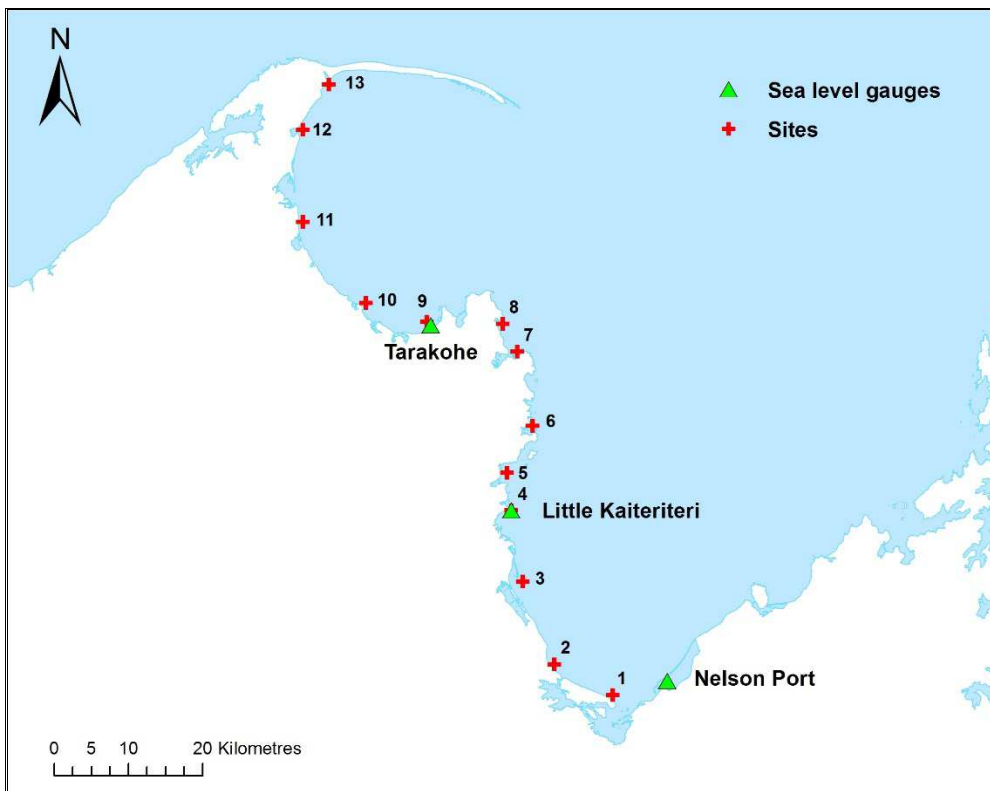 N
13
Sea level gauges
12
Sites
11
10
9
8
7
Tarakohe
6
5
4
Little Kaiteriteri
3
2
1
Nelson Port
0 5 10 20 Kilometres